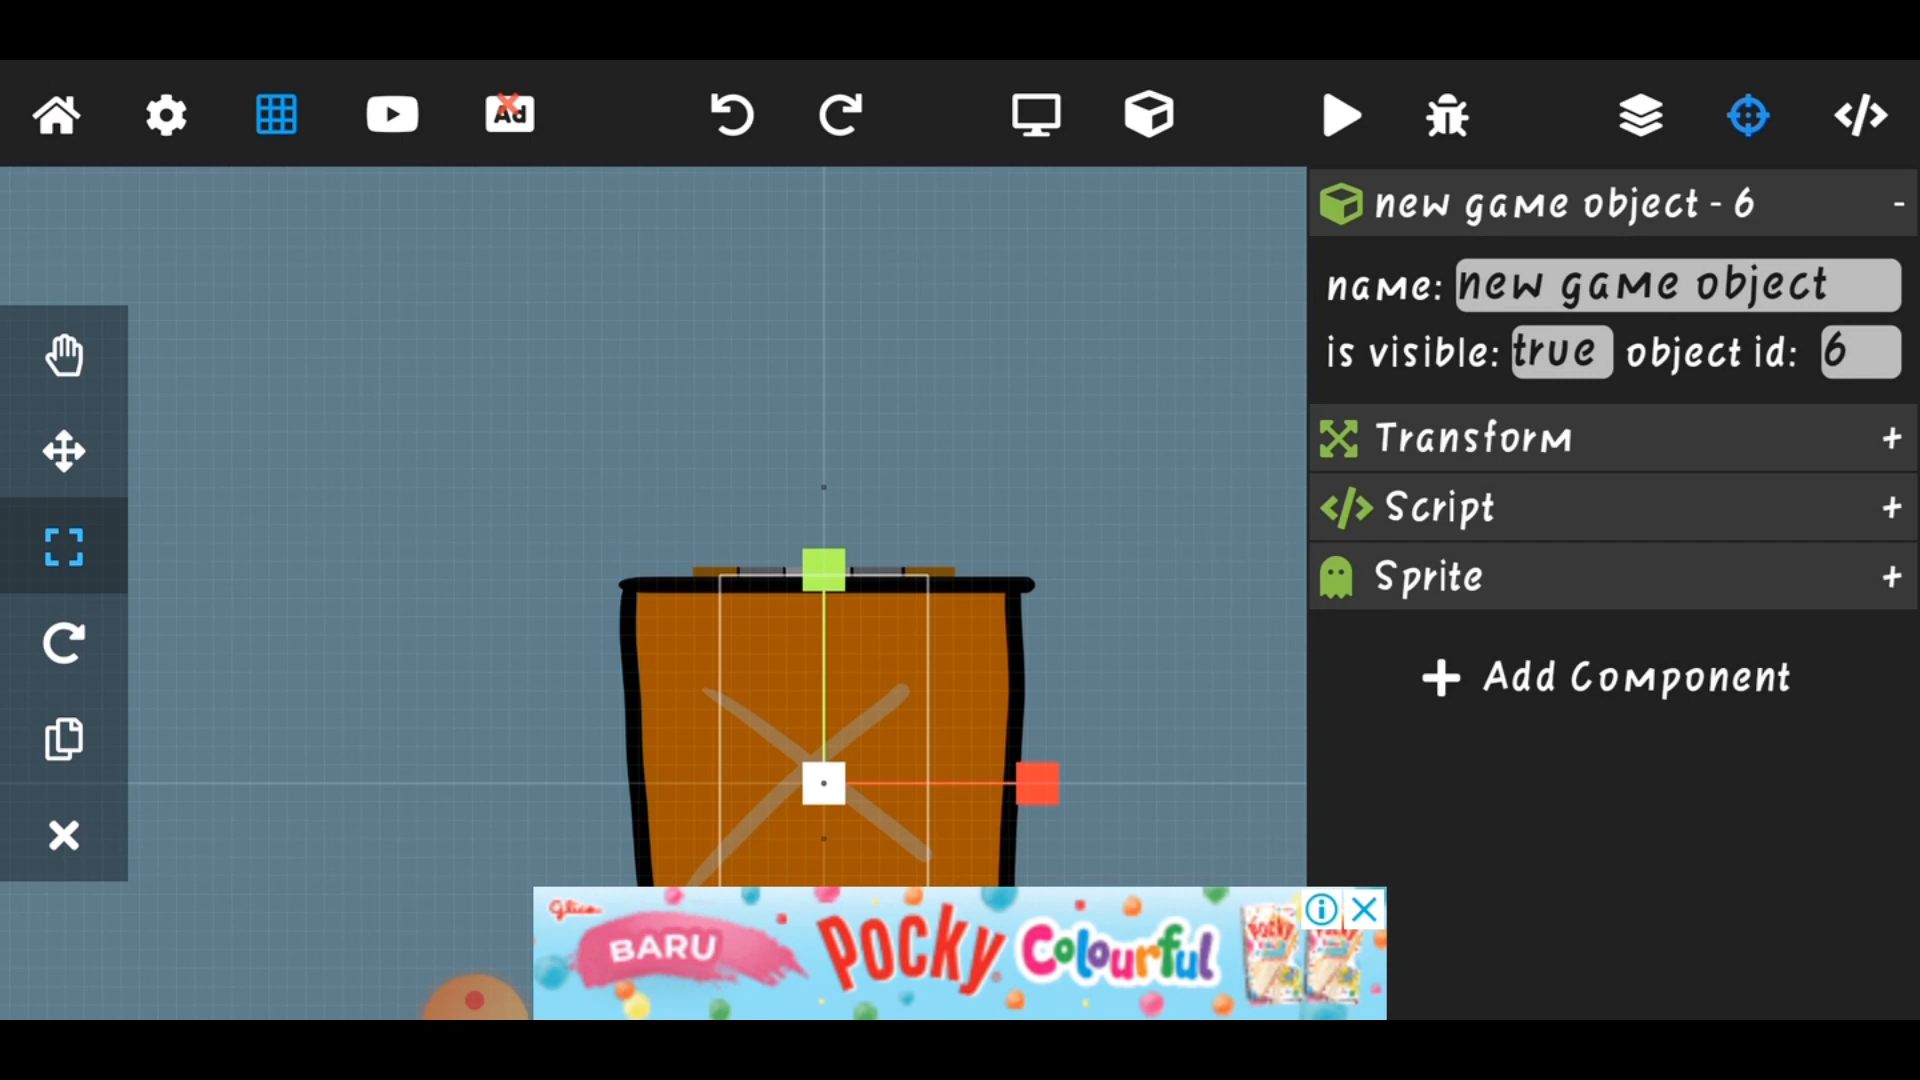 Ad
new game object - 6 -
name: new game object
is visible: true object id: 6
Transform +
</> Script +
Sprite +
+ Add Component
Glico
BARU
Pocky Colourful